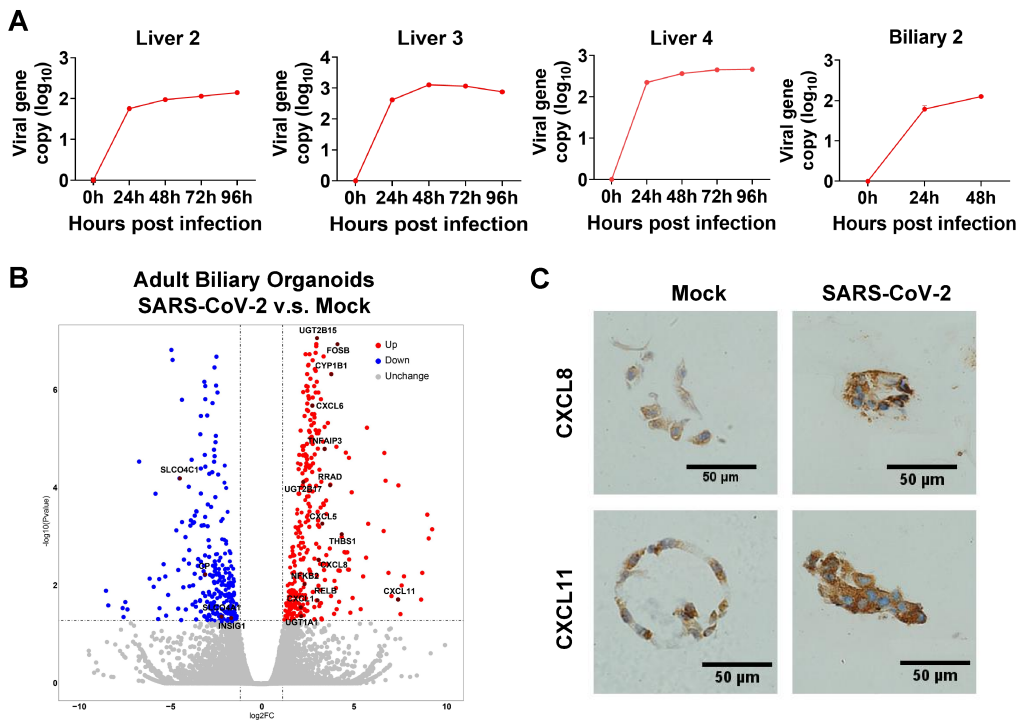 A
Liver 2
Liver 3
Liver 4
Biliary 2
Viral gene
copy (log10)
3
2
1
0
0h 24h 48h 72h 96h
Hours post infection
Viral gene
copy (log10)
4
3
2
1
0
0h 24h 48h 72h 96h
Hours post infection
Viral gene
copy (log10)
3
2
1
0
0h 24h 48h 72h 96h
Hours post infection
Viral gene
copy (log10)
3
2
1
0
0h 24h 48h
Hours post infection
B
Adult Biliary Organoids
SARS-CoV-2 v.s. Mock
Up
Down
Unchange
UGT2B15
FOSB
CYP1B1
CXCL6
TNFAIP3
SLCO4C1
RRAD
UGT2B17
CXCL5
THBS1
CXCL8
NFKB2
RELB
CXCL11
CXCL1
UGT1A1
INSIG1
-log10(Pvalue)
6
4
2
0
−10 −5 0 5 10
log2FC
C
Mock
SARS-CoV-2
CXCL8
50 µm
50 µm
CXCL11
50 µm
50 µm